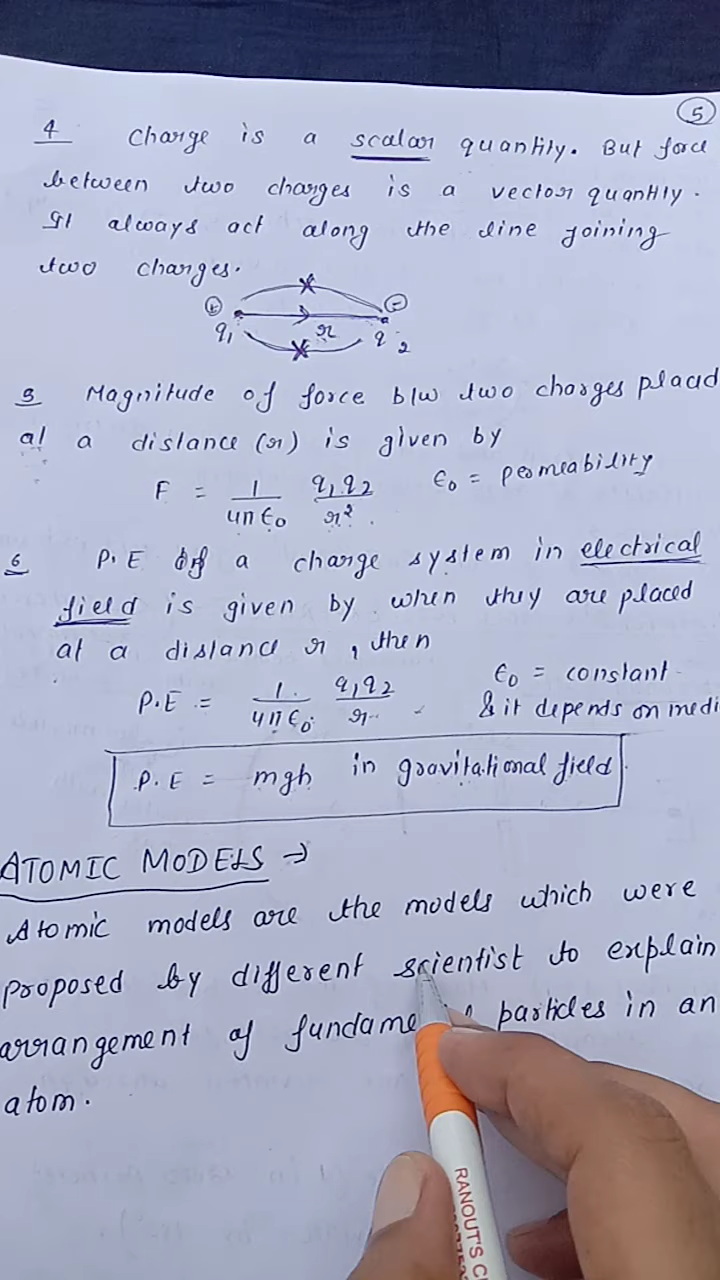 5
4 Charge is a scalar quantity. But force
between two charges is a vector quantity.
It always act along the line joining
two charges.
+ -
q1 r q2
3 Magnitude of force b/w two charges placed
at a distance (r) is given by
F = 1/4πϵ0 q1q2/r². ϵ0 = permeability
6 P.E of a charge system in electrical
field is given by when they are placed
at a distance r, then
P.E = 1/4πϵ0 q1q2/r. ϵ0 = constant
& it depends on medi
P.E = mgh in gravitational field.
ATOMIC MODELS →
Atomic models are the models which were
proposed by different scientist to explain
arrangement of fundame particles in an
atom.
RANOUT'S C